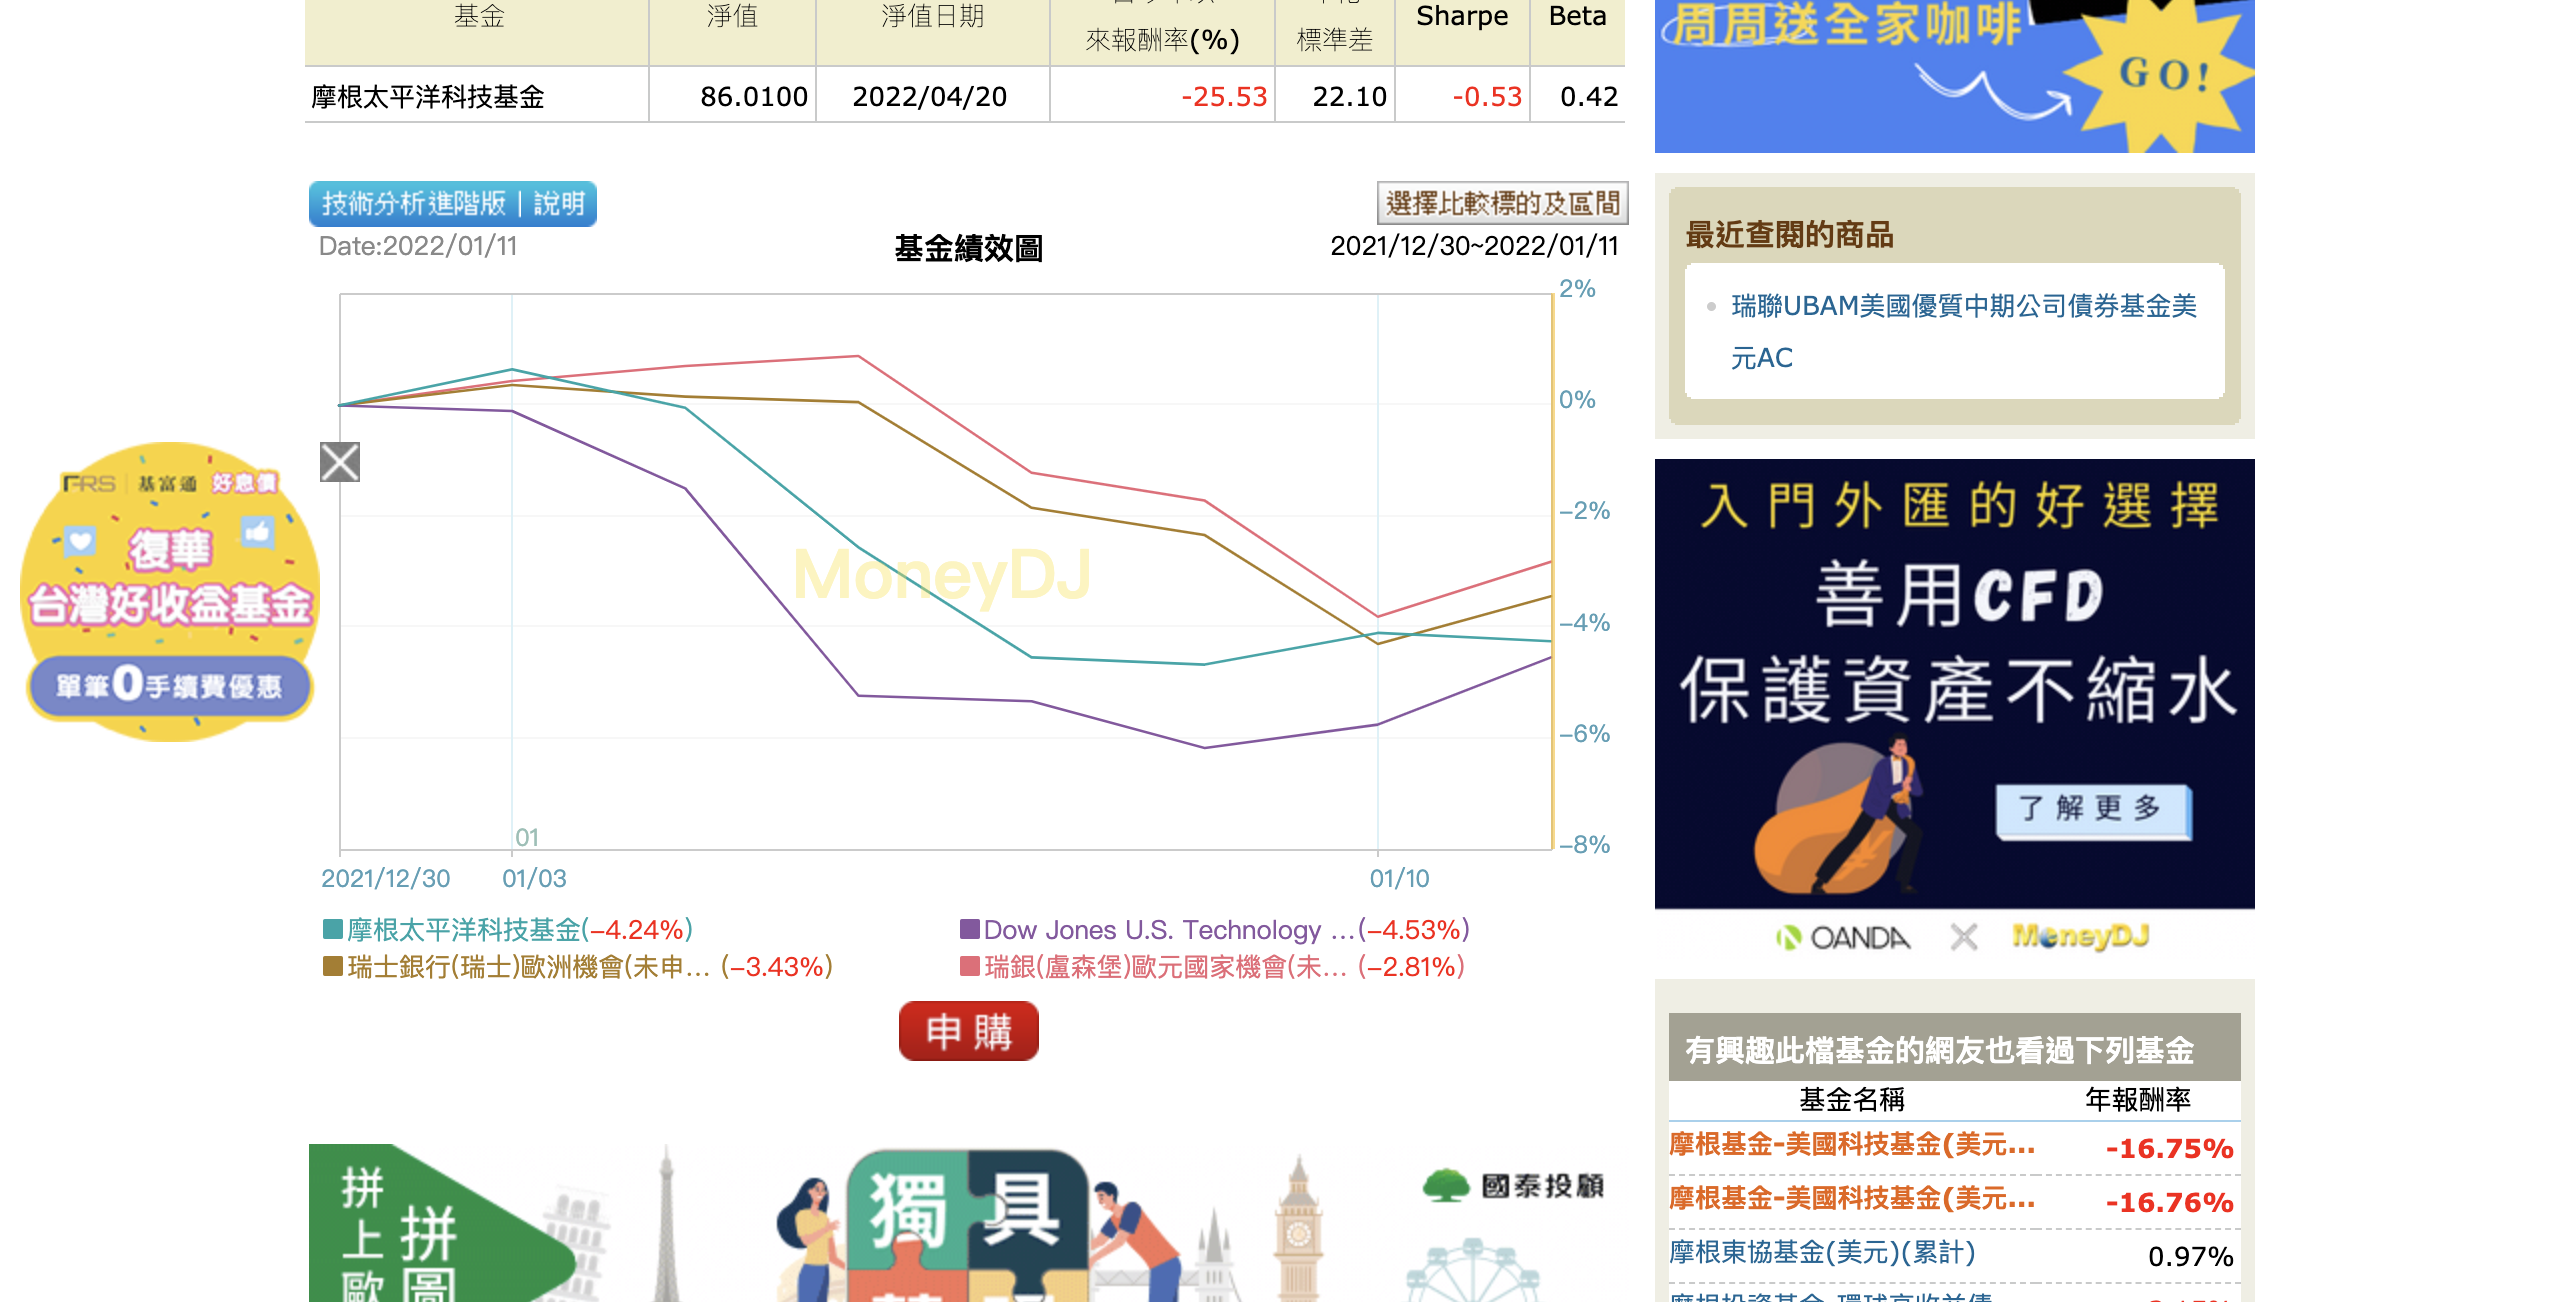 基金 淨值 淨值日期 來報酬率(%) 標準差 Sharpe Beta
摩根太平洋科技基金 86.0100 2022/04/20 -25.53 22.10 -0.53 0.42
技術分析進階版 | 說明
選擇比較標的及區間
Date:2022/01/11
基金績效圖
2021/12/30~2022/01/11
2%
0%
-2%
-4%
-6%
-8%
MoneyDJ
01
2021/12/30 01/03 01/10
摩根太平洋科技基金(-4.24%)
Dow Jones U.S. Technology ...(-4.53%)
瑞士銀行(瑞士)歐洲機會(未申... (-3.43%)
瑞銀(盧森堡)歐元國家機會(未... (-2.81%)
申購
FRS | 基富通 好息價
復華
台灣好收益基金
單筆0手續費優惠
拼上歐
拼圖
獨具
國泰投顧
周周送全家咖啡
GO!
最近查閱的商品
瑞聯UBAM美國優質中期公司債券基金美
元AC
入門外匯的好選擇
善用CFD
保護資產不縮水
了解更多
OANDA X MoneyDJ
有興趣此檔基金的網友也看過下列基金
基金名稱 年報酬率
摩根基金-美國科技基金(美元... -16.75%
摩根基金-美國科技基金(美元... -16.76%
摩根東協基金(美元)(累計) 0.97%